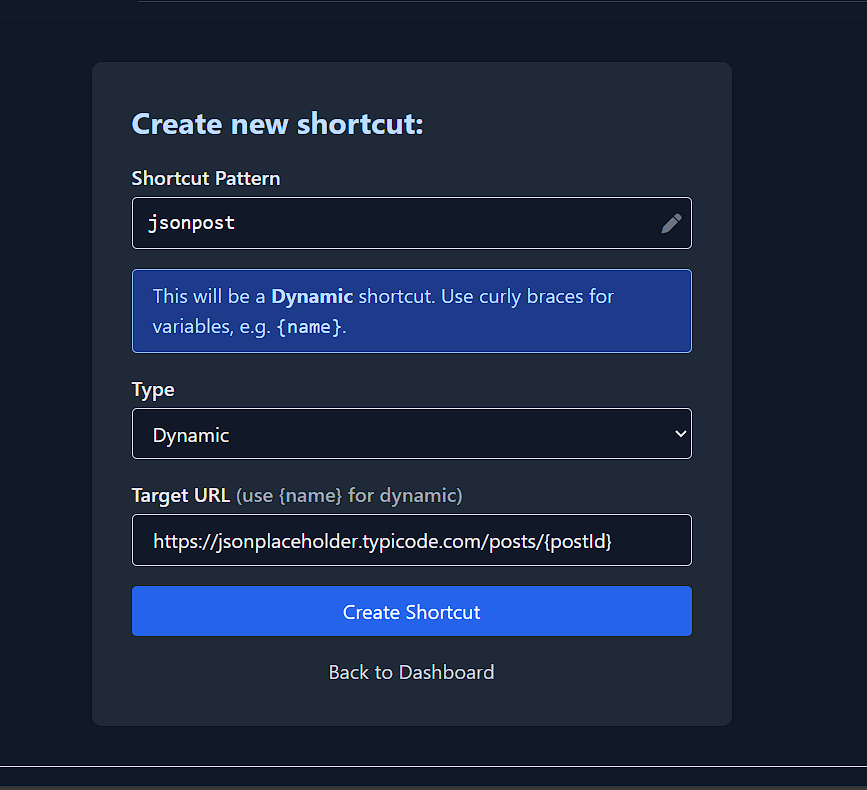 Create new shortcut:
Shortcut Pattern
jsonpost
This will be a Dynamic shortcut. Use curly braces for
variables, e.g. {name}.
Type
Dynamic
Target URL (use {name} for dynamic)
https://jsonplaceholder.typicode.com/posts/{postId}
Create Shortcut
Back to Dashboard